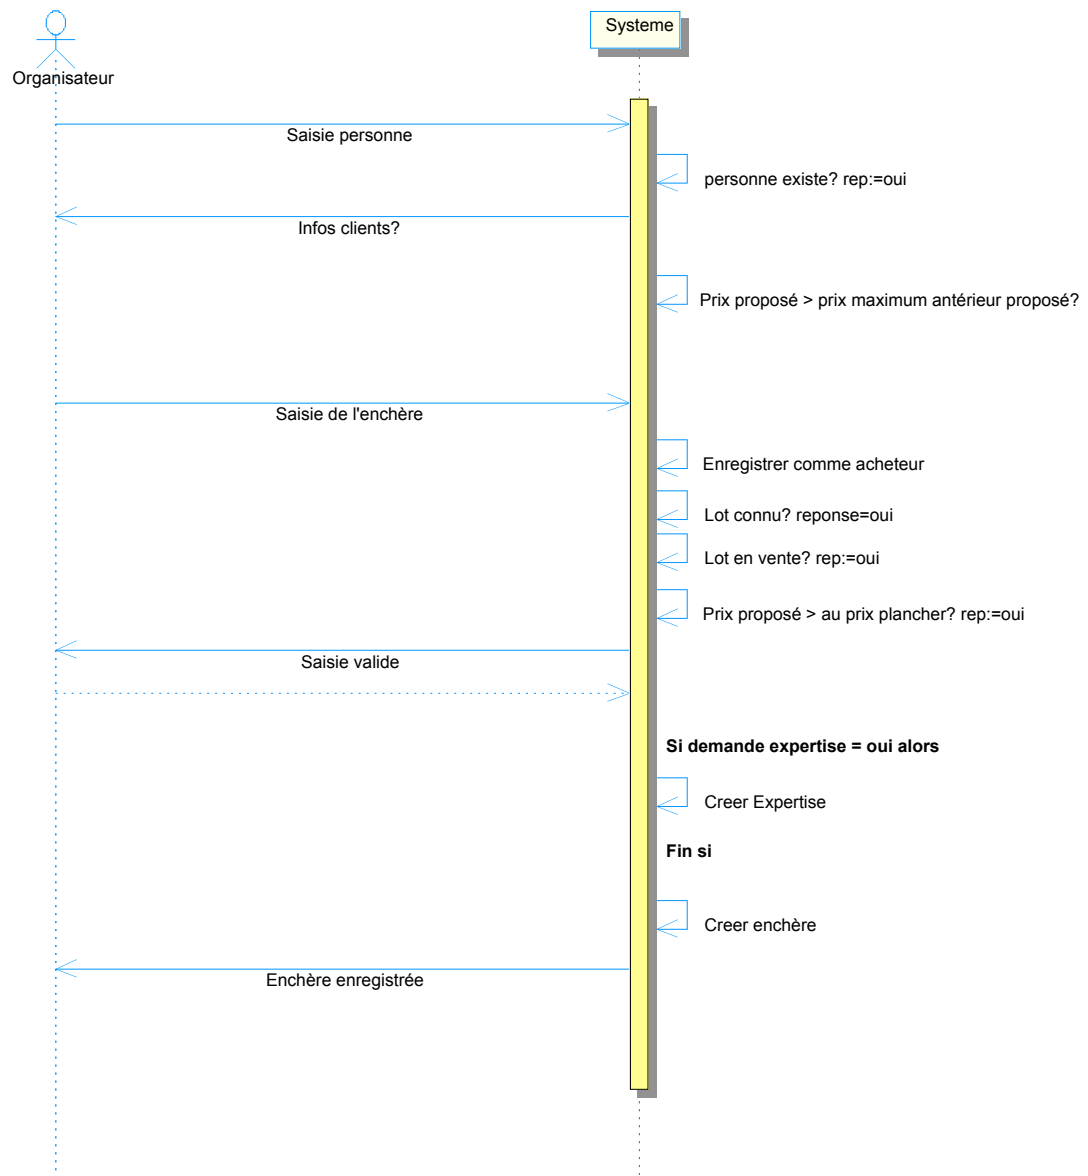 Systeme
Organisateur
Saisie personne
personne existe? rep:=oui
Infos clients?
Prix proposé > prix maximum antérieur proposé?
Saisie de l'enchère
Enregistrer comme acheteur
Lot connu? reponse=oui
Lot en vente? rep:=oui
Prix proposé > au prix plancher? rep:=oui
Saisie valide
Si demande expertise = oui alors
Creer Expertise
Fin si
Creer enchère
Enchère enregistrée